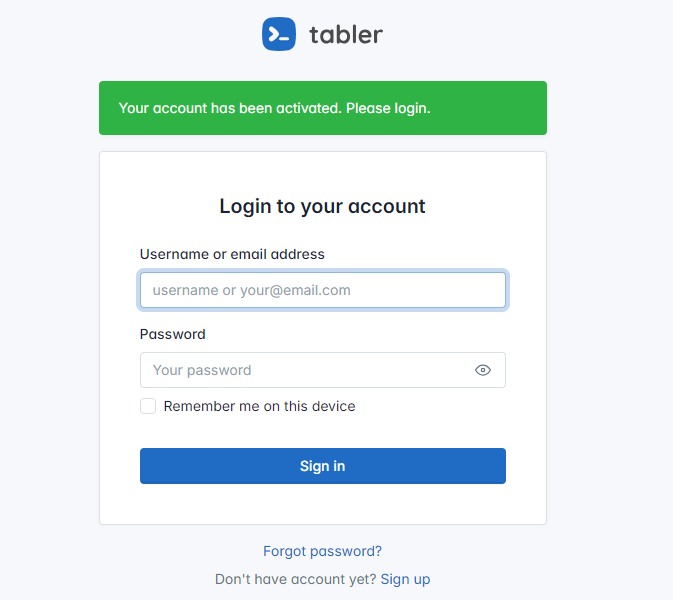 tabler
Your account has been activated. Please login.
Login to your account
Username or email address
username or your@email.com
Password
Your password
Remember me on this device
Sign in
Forgot password?
Don't have account yet? Sign up